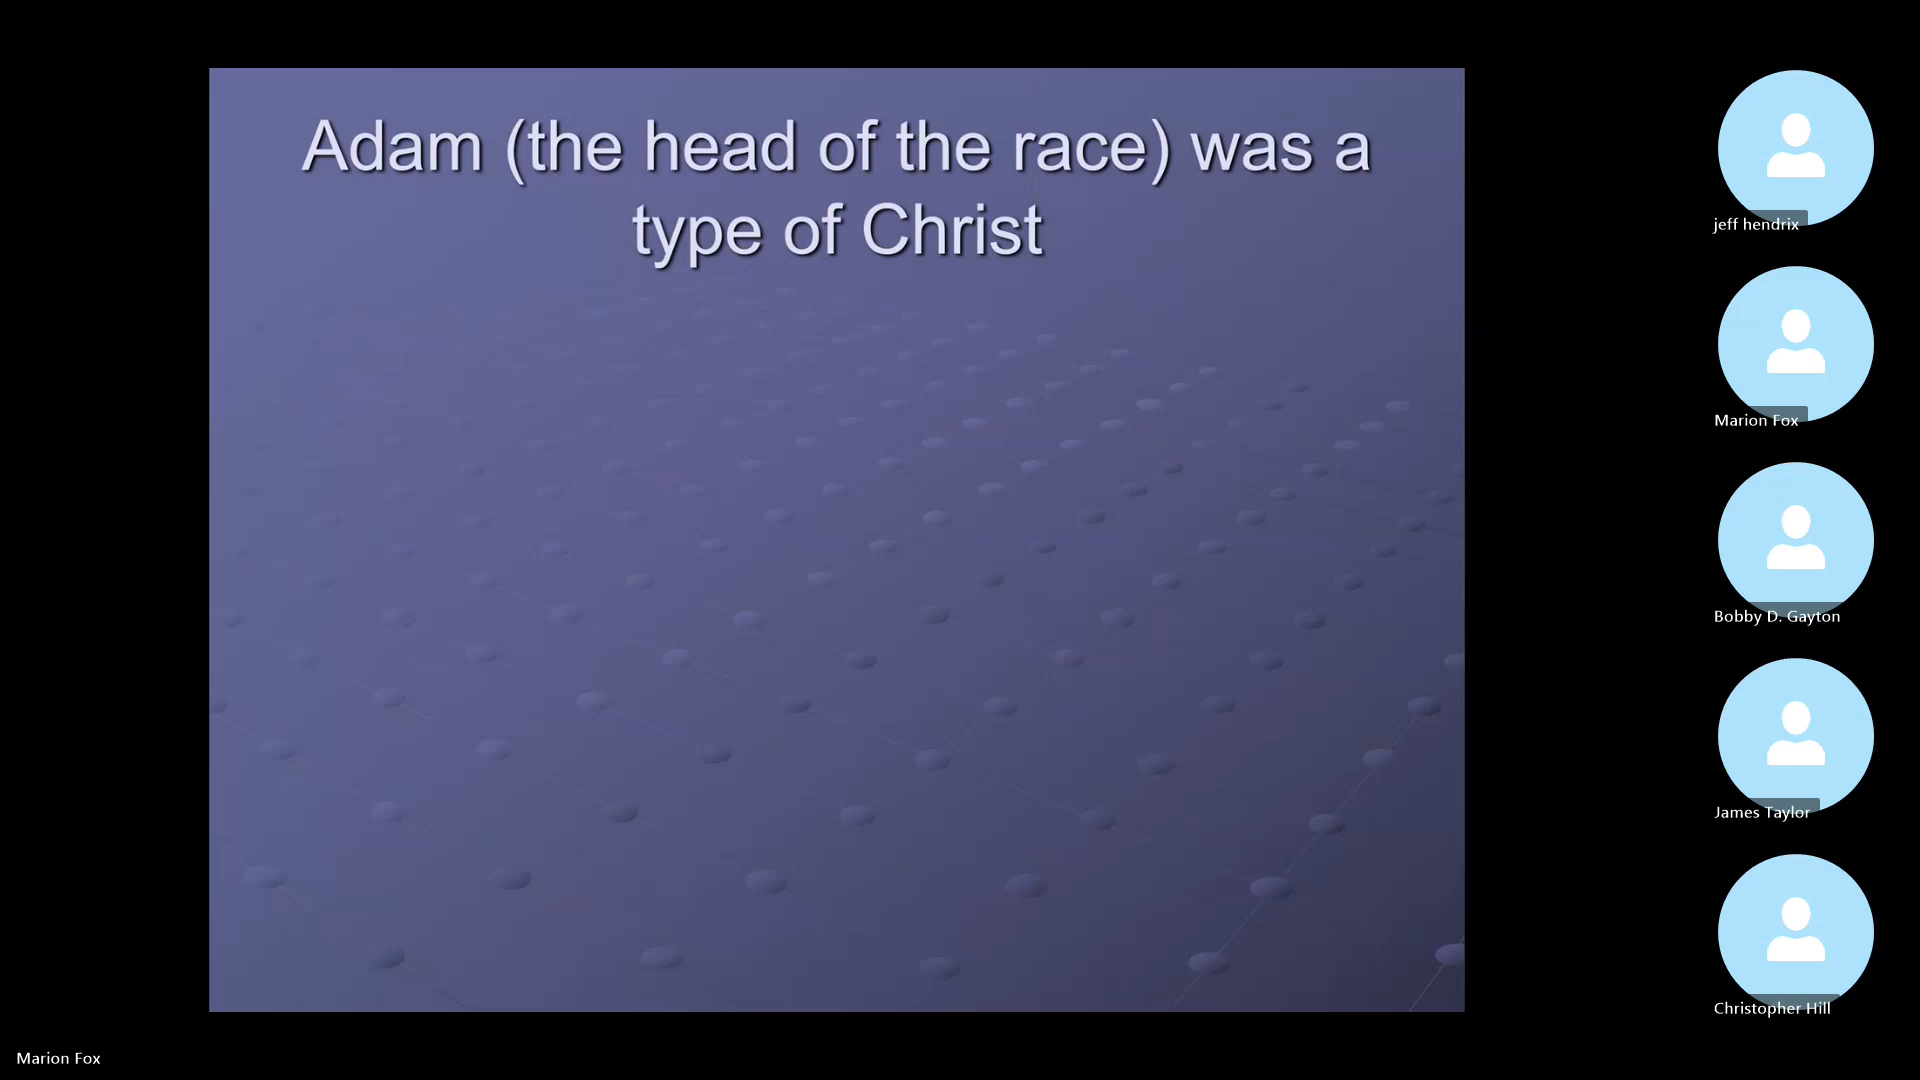 Adam (the head of the race) was a
type of Christ
jeff hendrix
Marion Fox
Bobby D. Gayton
James Taylor
Christopher Hill
Marion Fox